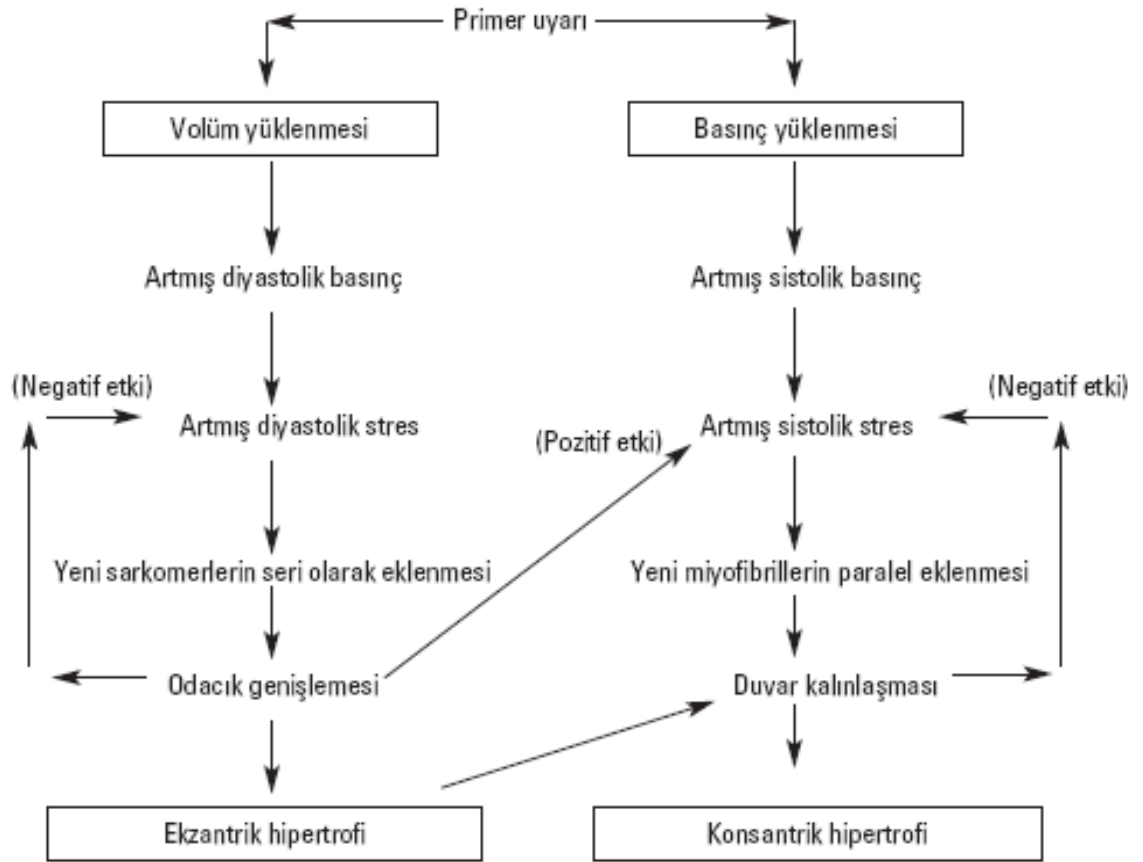 Primer uyarı
Volüm yüklenmesi
Basınç yüklenmesi
Artmış diyastolik basınç
Artmış sistolik basınç
(Negatif etki)
(Negatif etki)
Artmış diyastolik stres
(Pozitif etki)
Artmış sistolik stres
Yeni sarkomerlerin seri olarak eklenmesi
Yeni miyofibrillerin paralel eklenmesi
Odacık genişlemesi
Duvar kalınlaşması
Ekzantrik hipertrofi
Konsantrik hipertrofi